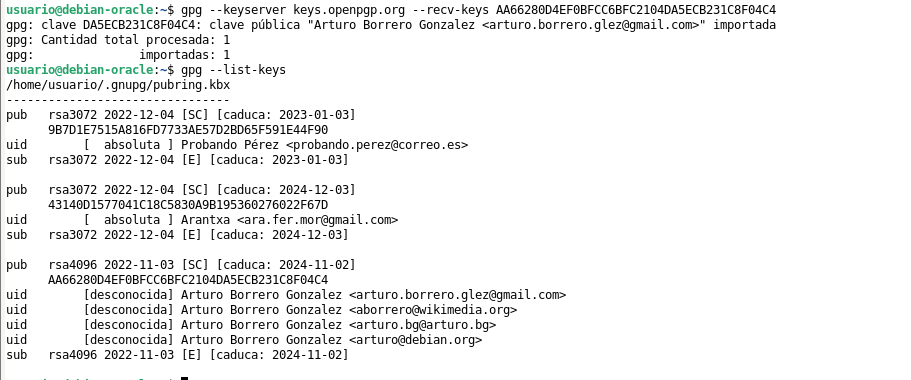 usuario@debian-oracle:~$ gpg --keyserver keys.openpgp.org --recv-keys AA66280D4EF0BFCC6BFC2104DA5ECB231C8F04C4
gpg: clave DA5ECB231C8F04C4: clave pública "Arturo Borrero Gonzalez <arturo.borrero.glez@gmail.com>" importada
gpg: Cantidad total procesada: 1
gpg:               importadas: 1
usuario@debian-oracle:~$ gpg --list-keys
/home/usuario/.gnupg/pubring.kbx
--------------------------------
pub   rsa3072 2022-12-04 [SC] [caduca: 2023-01-03]
      9B7D1E7515A816FD7733AE57D2BD65F591E44F90
uid        [  absoluta ] Probando Pérez <probando.perez@correo.es>
sub   rsa3072 2022-12-04 [E] [caduca: 2023-01-03]

pub   rsa3072 2022-12-04 [SC] [caduca: 2024-12-03]
      43140D1577041C18C5830A9B195360276022F67D
uid        [  absoluta ] Arantxa <ara.fer.mor@gmail.com>
sub   rsa3072 2022-12-04 [E] [caduca: 2024-12-03]

pub   rsa4096 2022-11-03 [SC] [caduca: 2024-11-02]
      AA66280D4EF0BFCC6BFC2104DA5ECB231C8F04C4
uid        [desconocida] Arturo Borrero Gonzalez <arturo.borrero.glez@gmail.com>
uid        [desconocida] Arturo Borrero Gonzalez <aborrero@wikimedia.org>
uid        [desconocida] Arturo Borrero Gonzalez <arturo.bg@arturo.bg>
uid        [desconocida] Arturo Borrero Gonzalez <arturo@debian.org>
sub   rsa4096 2022-11-03 [E] [caduca: 2024-11-02]